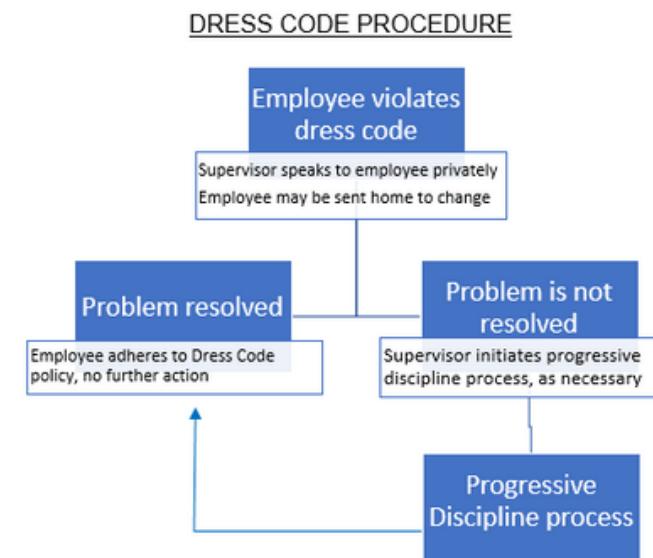 DRESS CODE PROCEDURE
Employee violates
dress code
Supervisor speaks to employee privately
Employee may be sent home to change
Problem resolved
Employee adheres to Dress Code
policy, no further action
Problem is not
resolved
Supervisor initiates progressive
discipline process, as necessary
Progressive
Discipline process